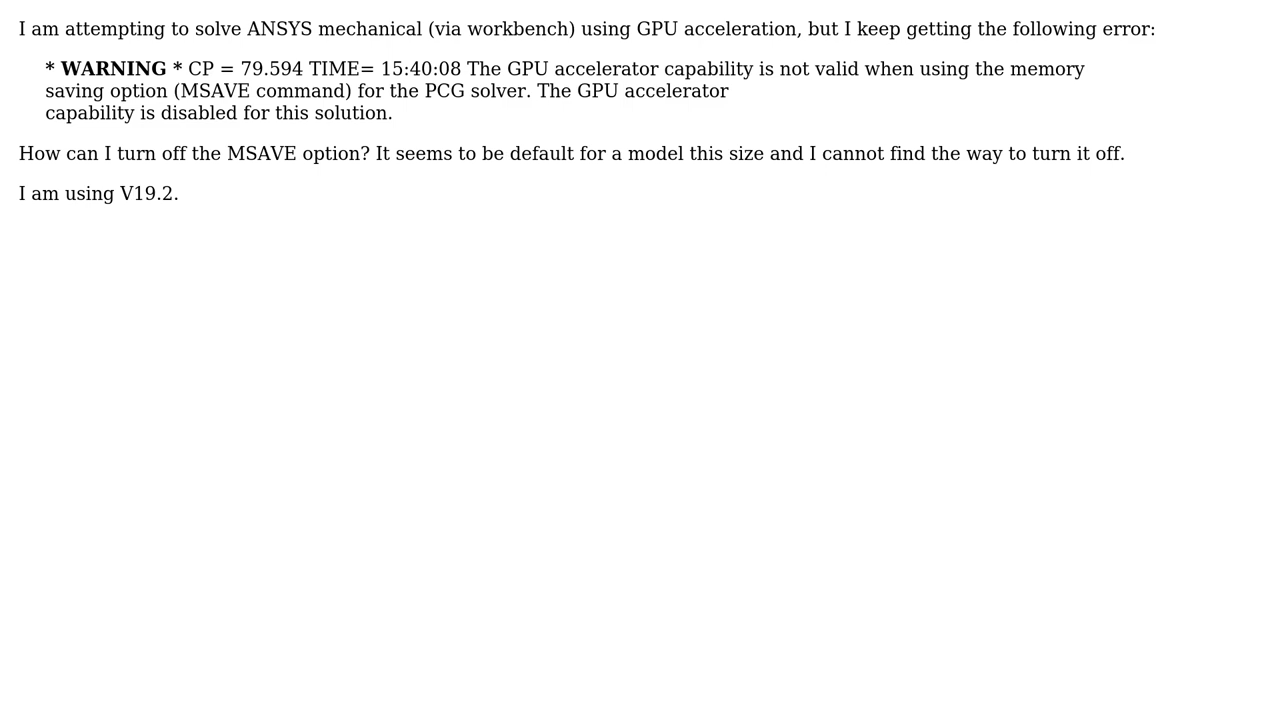 I am attempting to solve ANSYS mechanical (via workbench) using GPU acceleration, but I keep getting the following error:
* WARNING * CP = 79.594 TIME= 15:40:08 The GPU accelerator capability is not valid when using the memory
saving option (MSAVE command) for the PCG solver. The GPU accelerator
capability is disabled for this solution.
How can I turn off the MSAVE option? It seems to be default for a model this size and I cannot find the way to turn it off.
I am using V19.2.